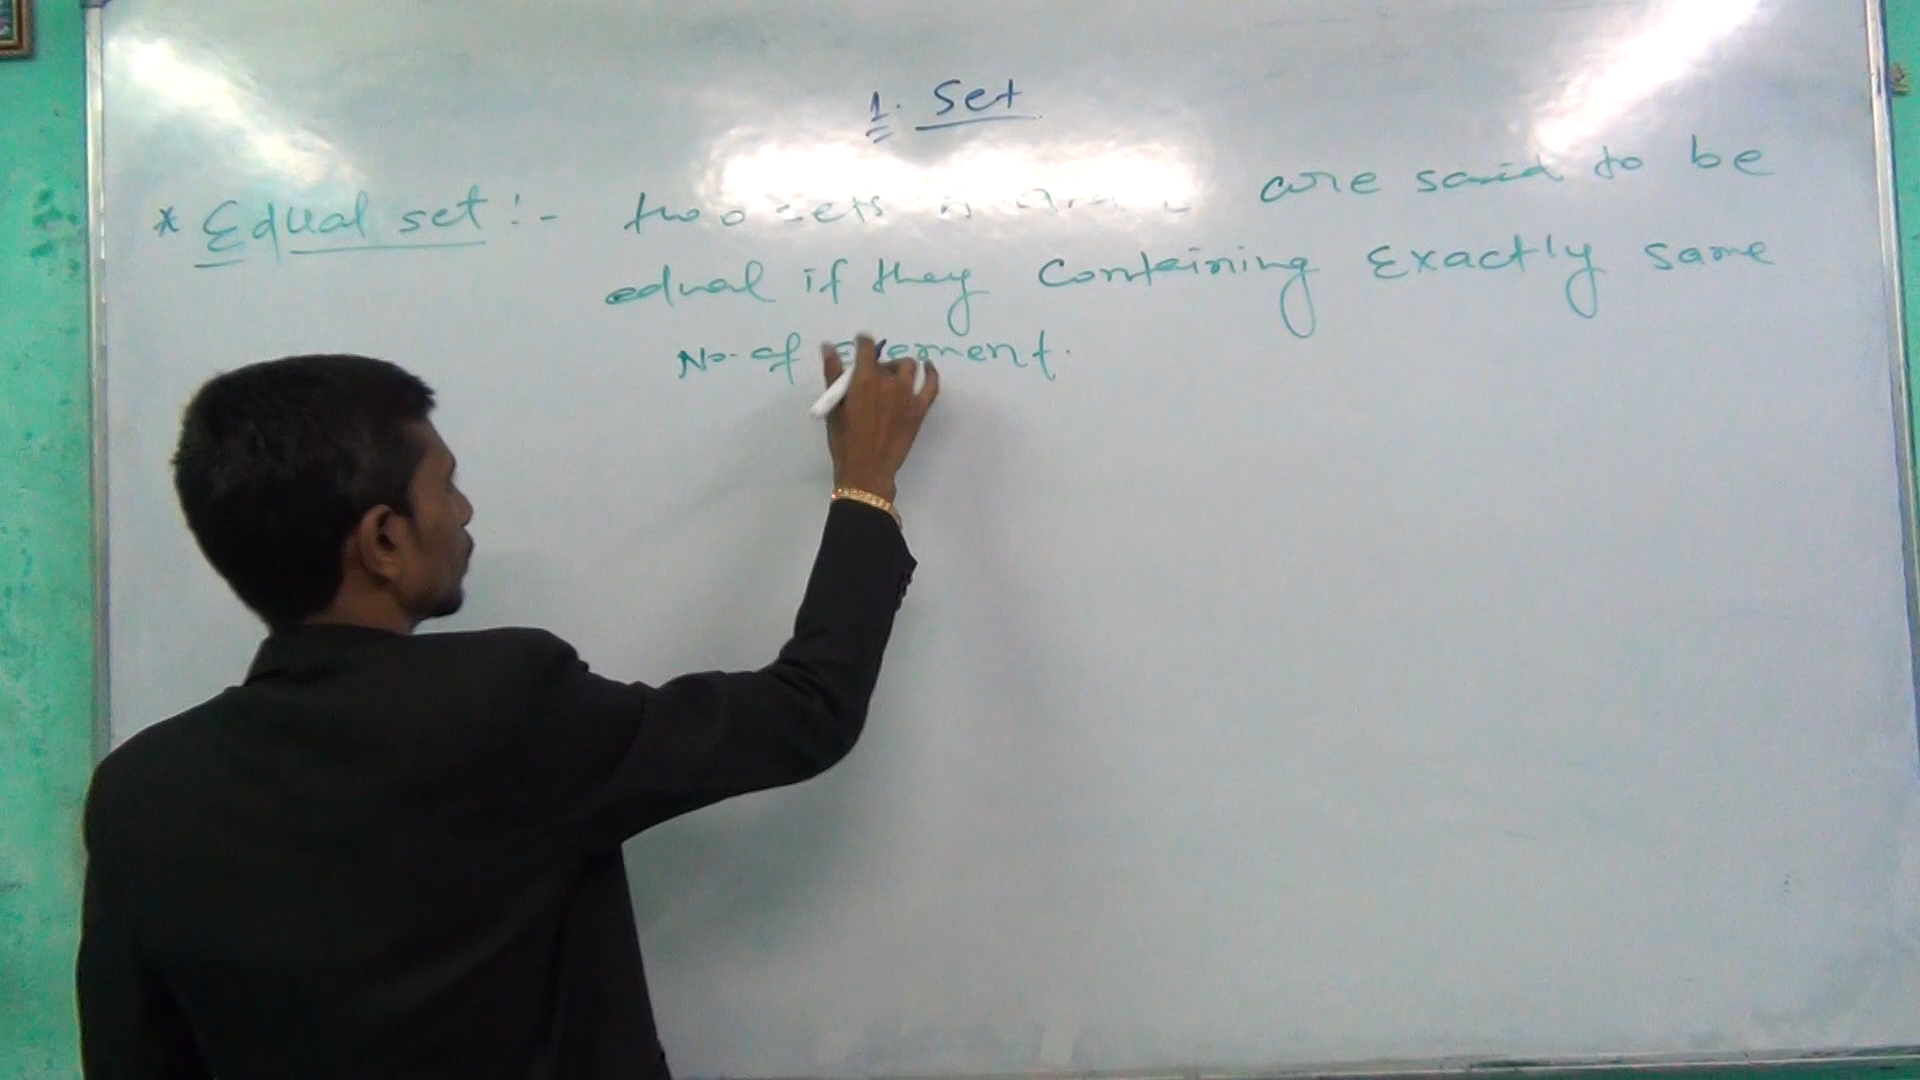 1. Set
* Equal set :- two sets are said to be
equal if they containing Exactly same
No. of element.